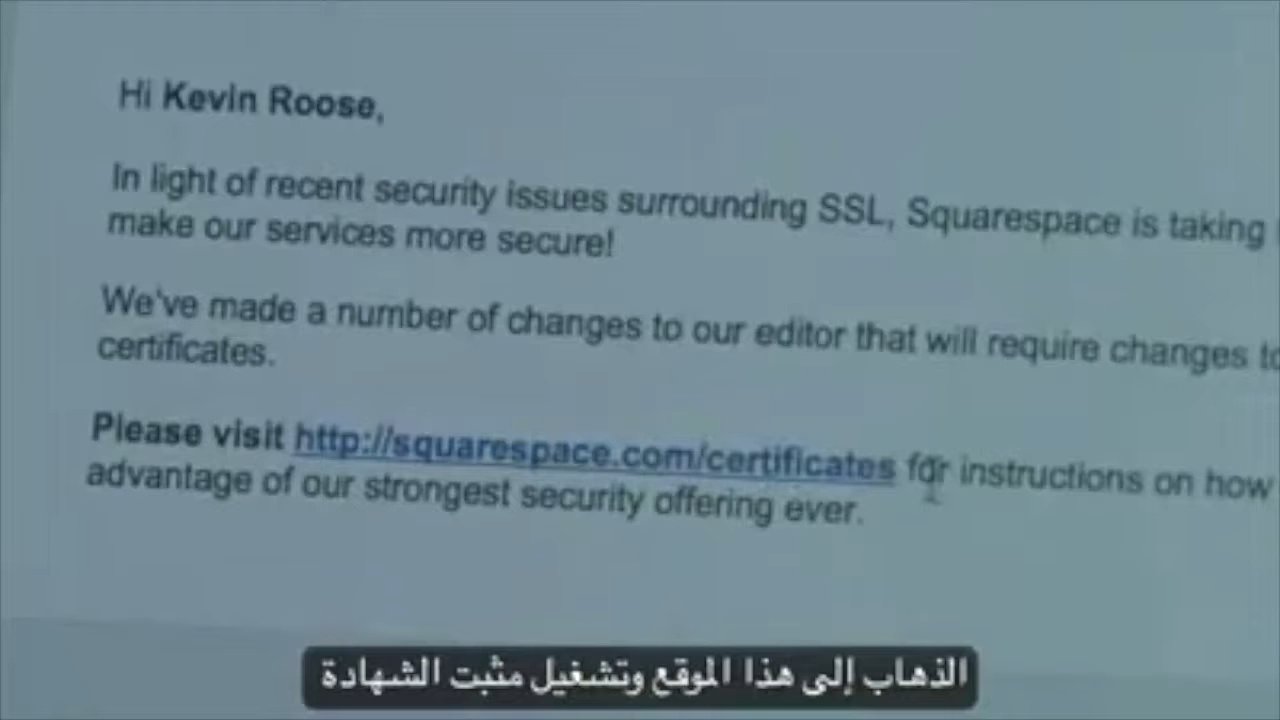 Hi Kevin Roose,
In light of recent security issues surrounding SSL, Squarespace is taking
make our services more secure!
We've made a number of changes to our editor that will require changes to
certificates.
Please visit http://squarespace.com/certificates for instructions on how
advantage of our strongest security offering ever.
الذهاب إلى هذا الموقع وتشغيل مثبت الشهادة